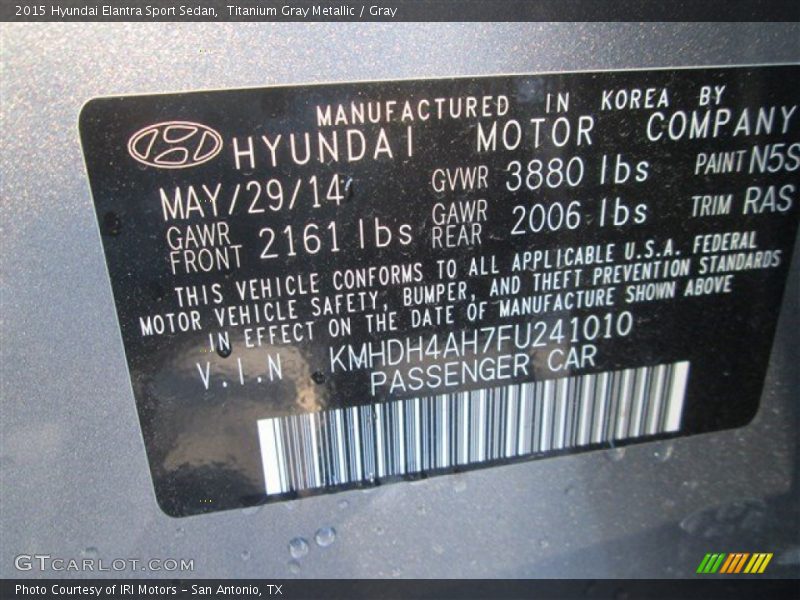 2015 Hyundai Elantra Sport Sedan,  Titanium Gray Metallic / Gray
MANUFACTURED IN KOREA BY
HYUNDAI MOTOR COMPANY
MAY/29/14 GVWR 3880 lbs PAINT N5S
GAWR FRONT 2161 lbs GAWR REAR 2006 lbs TRIM RAS
THIS VEHICLE CONFORMS TO ALL APPLICABLE U.S.A. FEDERAL
MOTOR VEHICLE SAFETY, BUMPER, AND THEFT PREVENTION STANDARDS
IN EFFECT ON THE DATE OF MANUFACTURE SHOWN ABOVE
V.I.N KMHDH4AH7FU241010
PASSENGER CAR
GTCARLOT.COM
Photo Courtesy of IRI Motors - San Antonio, TX